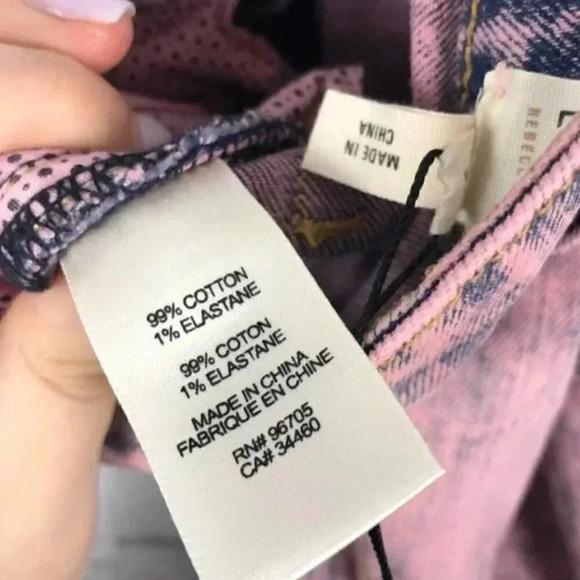 99% COTTON
1% ELASTANE
99% COTON
1% ELASTANE
MADE IN CHINA
FABRIQUE EN CHINE
RN# 96705
CA# 34460
MADE IN
CHINA